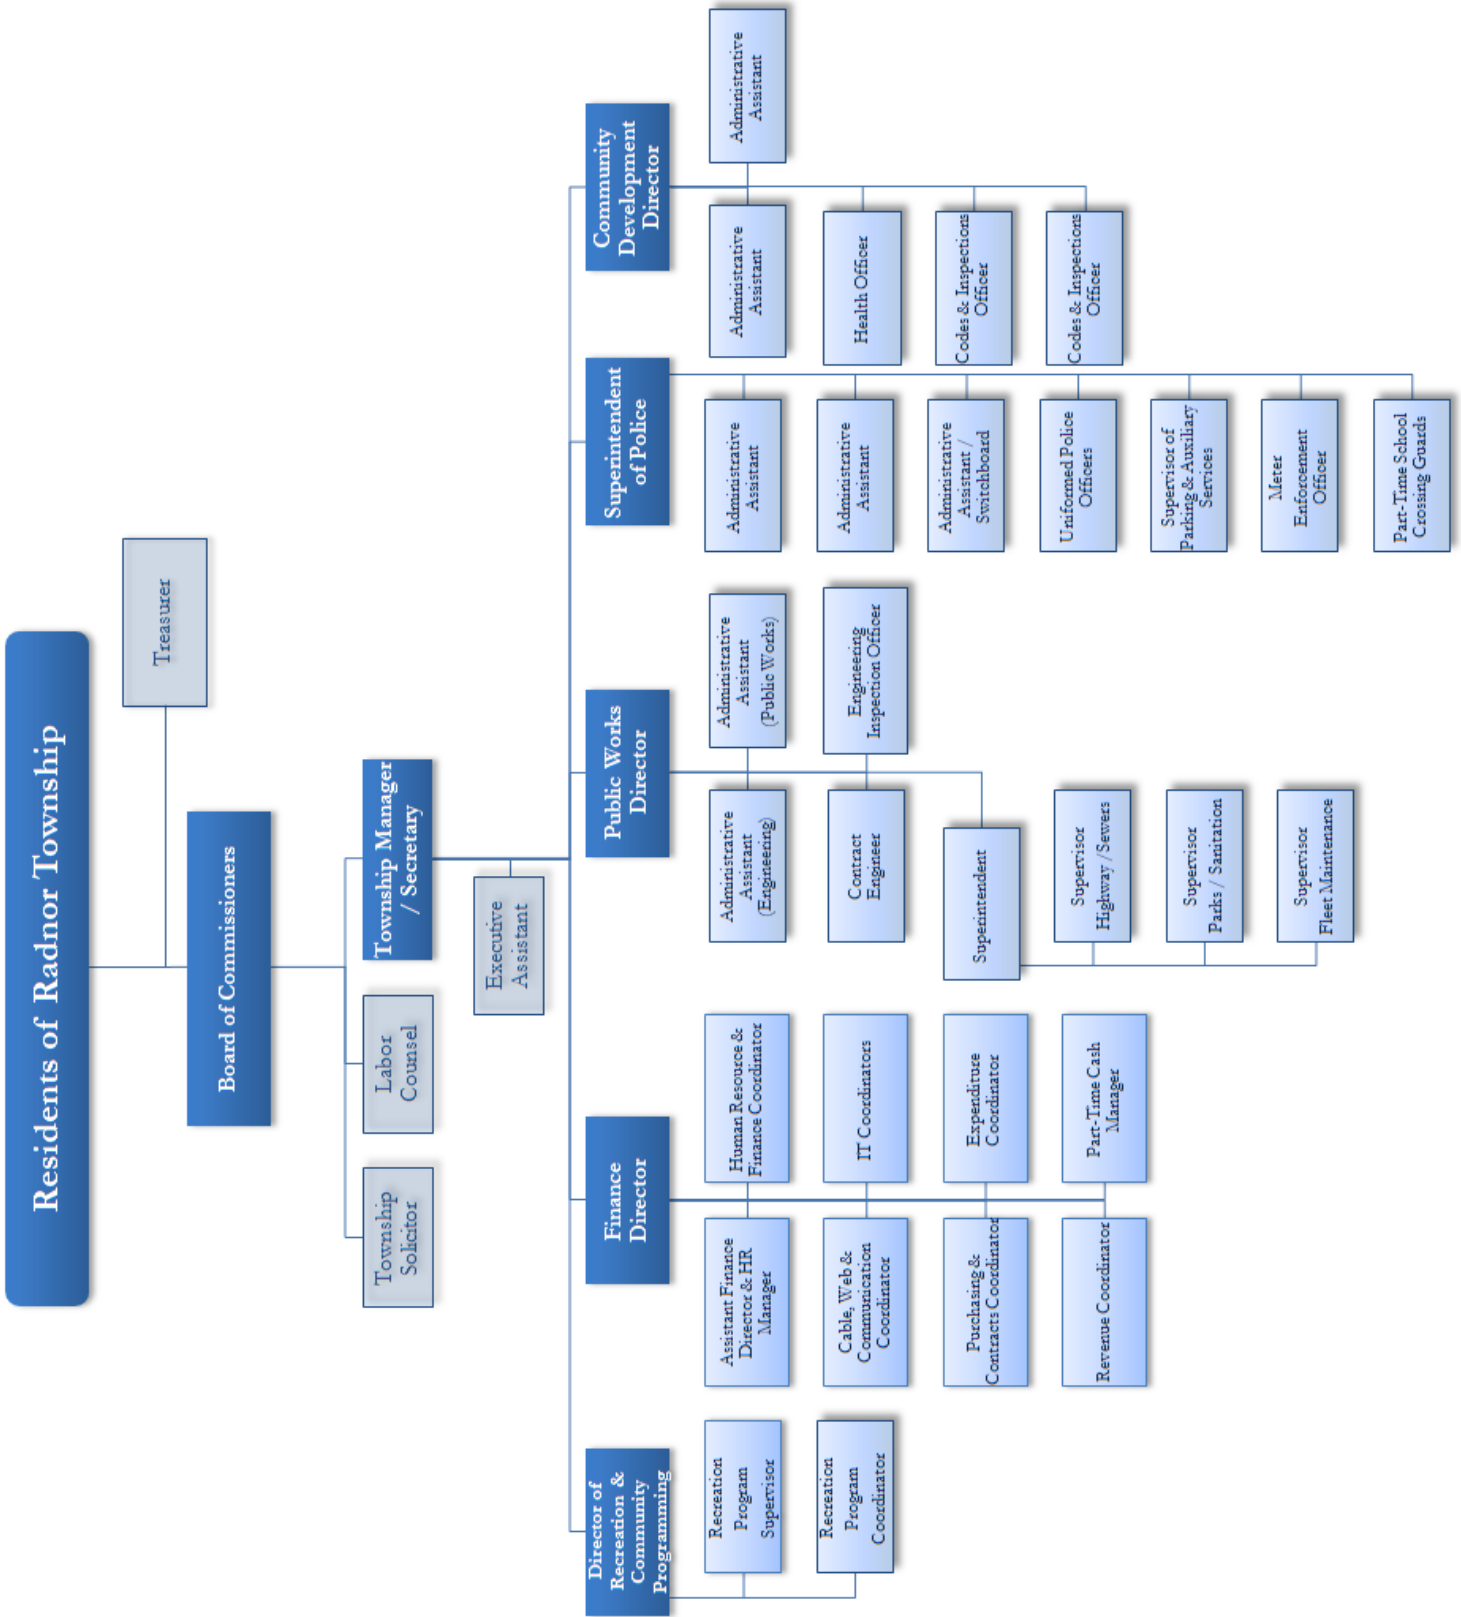 Residents of Radnor Township
Treasurer
Board of Commissioners
Township
Solicitor
Labor
Counsel
Township Manager
/ Secretary
Executive
Assistant
Director of
Recreation &
Community
Programming
Finance
Director
Public Works
Director
Superintendent
of Police
Community
Development
Director
Recreation
Program
Supervisor
Recreation
Program
Coordinator
Assistant Finance
Director & HR
Manager
Human Resource &
Finance Coordinator
Cable, Web &
Communication
Coordinator
IT Coordinators
Purchasing &
Contracts Coordinator
Expenditure
Coordinator
Revenue Coordinator
Part-Time Cash
Manager
Administrative
Assistant
(Engineering)
Administrative
Assistant
(Public Works)
Contract
Engineer
Engineering
Inspection Officer
Superintendent
Supervisor
Highway /Sewers
Supervisor
Parks / Sanitation
Supervisor
Fleet Maintenance
Administrative
Assistant
Administrative
Assistant
Administrative
Assistant /
Switchboard
Uniformed Police
Officers
Supervisor of
Parking & Auxiliary
Services
Meter
Enforcement
Officer
Part-Time School
Crossing Guards
Administrative
Assistant
Administrative
Assistant
Health Officer
Codes & Inspections
Officer
Codes & Inspections
Officer